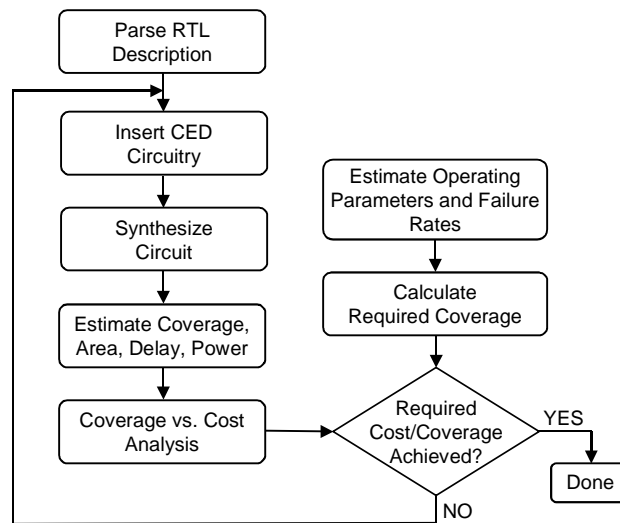 Parse RTL
Description
Insert CED
Circuitry
Synthesize
Circuit
Estimate Coverage,
Area, Delay, Power
Coverage vs. Cost
Analysis
Estimate Operating
Parameters and Failure
Rates
Calculate
Required Coverage
Required
Cost/Coverage
Achieved?
YES
Done
NO